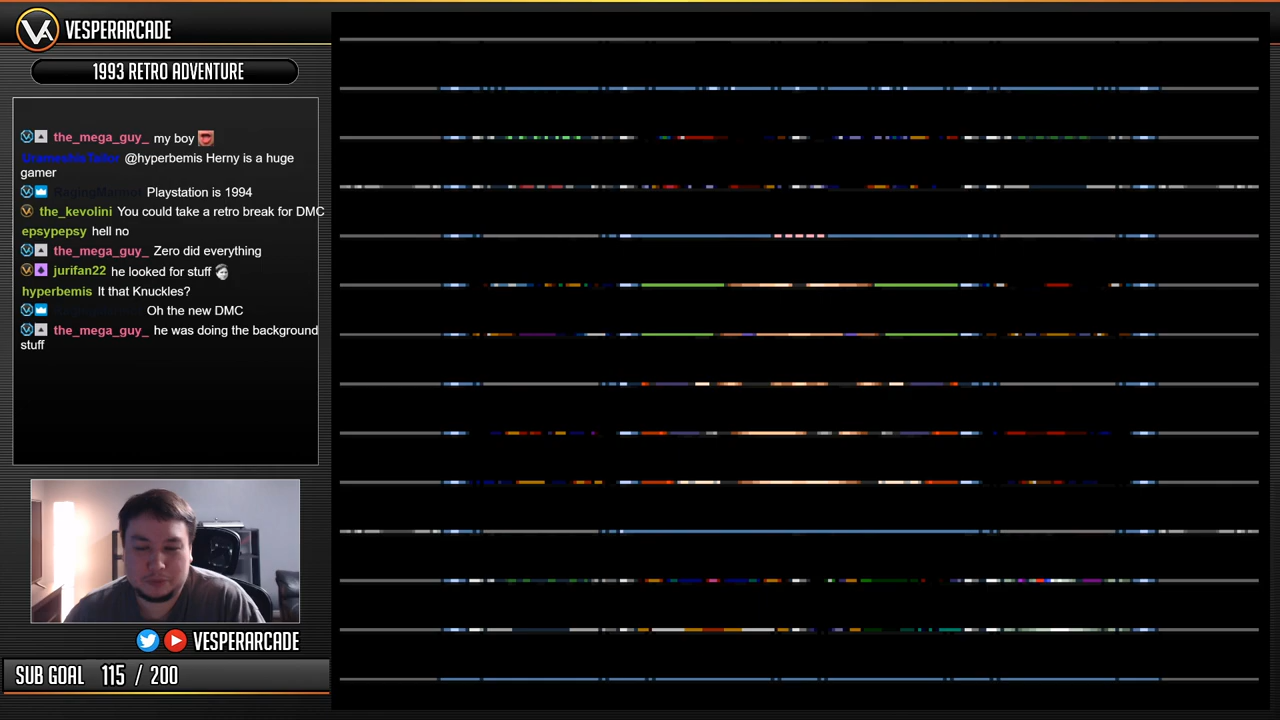 VA VESPERARCADE
1993 RETRO ADVENTURE
the_mega_guy_ my boy
@hyperbemis Herny is a huge
gamer
Playstation is 1994
the_kevolini You could take a retro break for DMC
epsypepsy hell no
the_mega_guy_ Zero did everything
jurifan22 he looked for stuff
hyperbemis It that Knuckles?
Oh the new DMC
the_mega_guy_ he was doing the background
stuff
VESPERARCADE
SUB GOAL 115 / 200